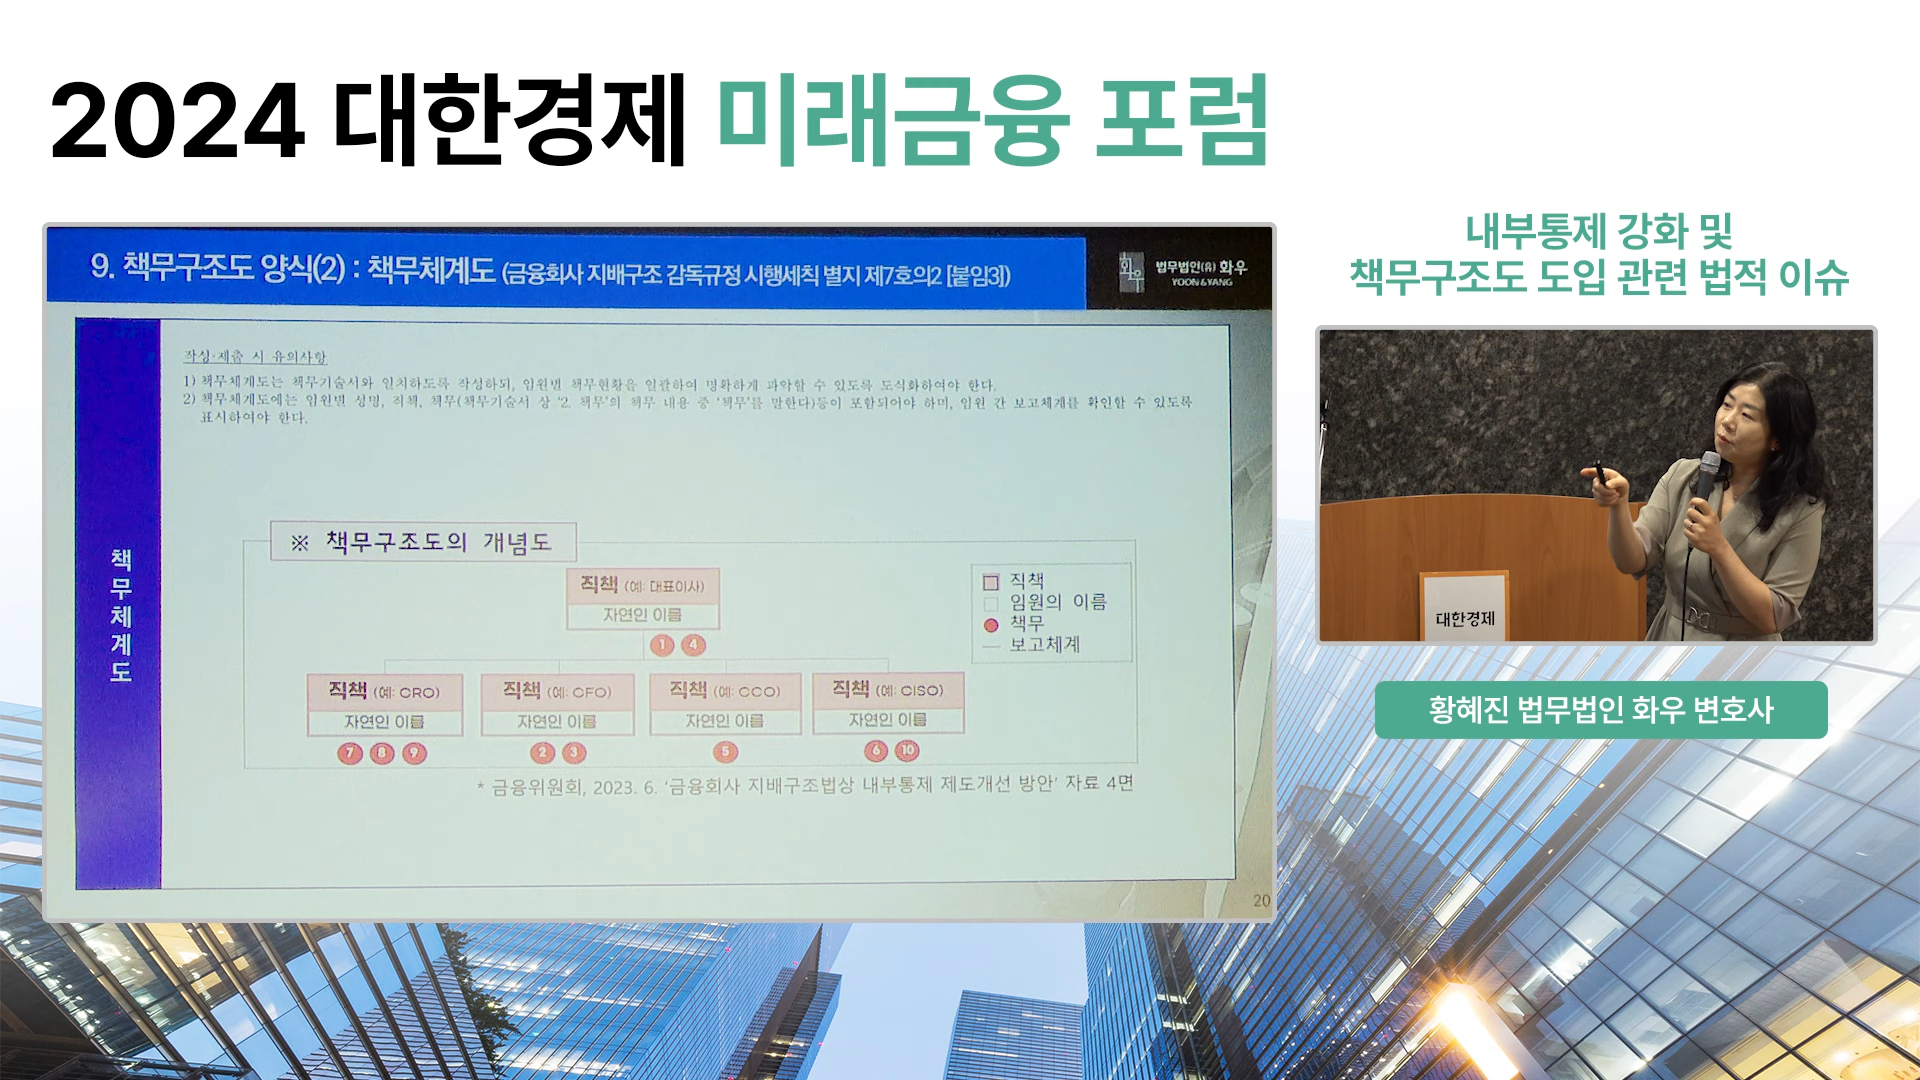 2024 대한경제 미래금융 포럼
내부통제 강화 및
책무구조도 도입 관련 법적 이슈
9. 책무구조도 양식(2) : 책무체계도 (금융회사 지배구조 감독규정 시행세칙 별지 제7호의2 [붙임3])
화우
법무법인(유) 화우
YOON & YANG
책무체계도
작성·제출 시 유의사항
1) 책무체계도는 책무기술서와 일치하도록 작성하되, 임원별 책무현황을 일괄하여 명확하게 파악할 수 있도록 도식화하여야 한다.
2) 책무체계도에는 임원별 성명, 직책, 책무(책무기술서 상 '2. 책무'의 책무 내용 중 '책무'를 말한다)등이 포함되어야 하며, 임원 간 보고체계를 확인할 수 있도록
표시하여야 한다.
※ 책무구조도의 개념도
직책 (예: 대표이사)
자연인 이름
1 4
직책
임원의 이름
책무
보고체계
직책 (예: CRO)
자연인 이름
7 8 9
직책 (예: CFO)
자연인 이름
2 3
직책 (예: CCO)
자연인 이름
5
직책 (예: CISO)
자연인 이름
6 10
* 금융위원회, 2023. 6. '금융회사 지배구조법상 내부통제 제도개선 방안' 자료 4면
20
대한경제
황혜진 법무법인 화우 변호사